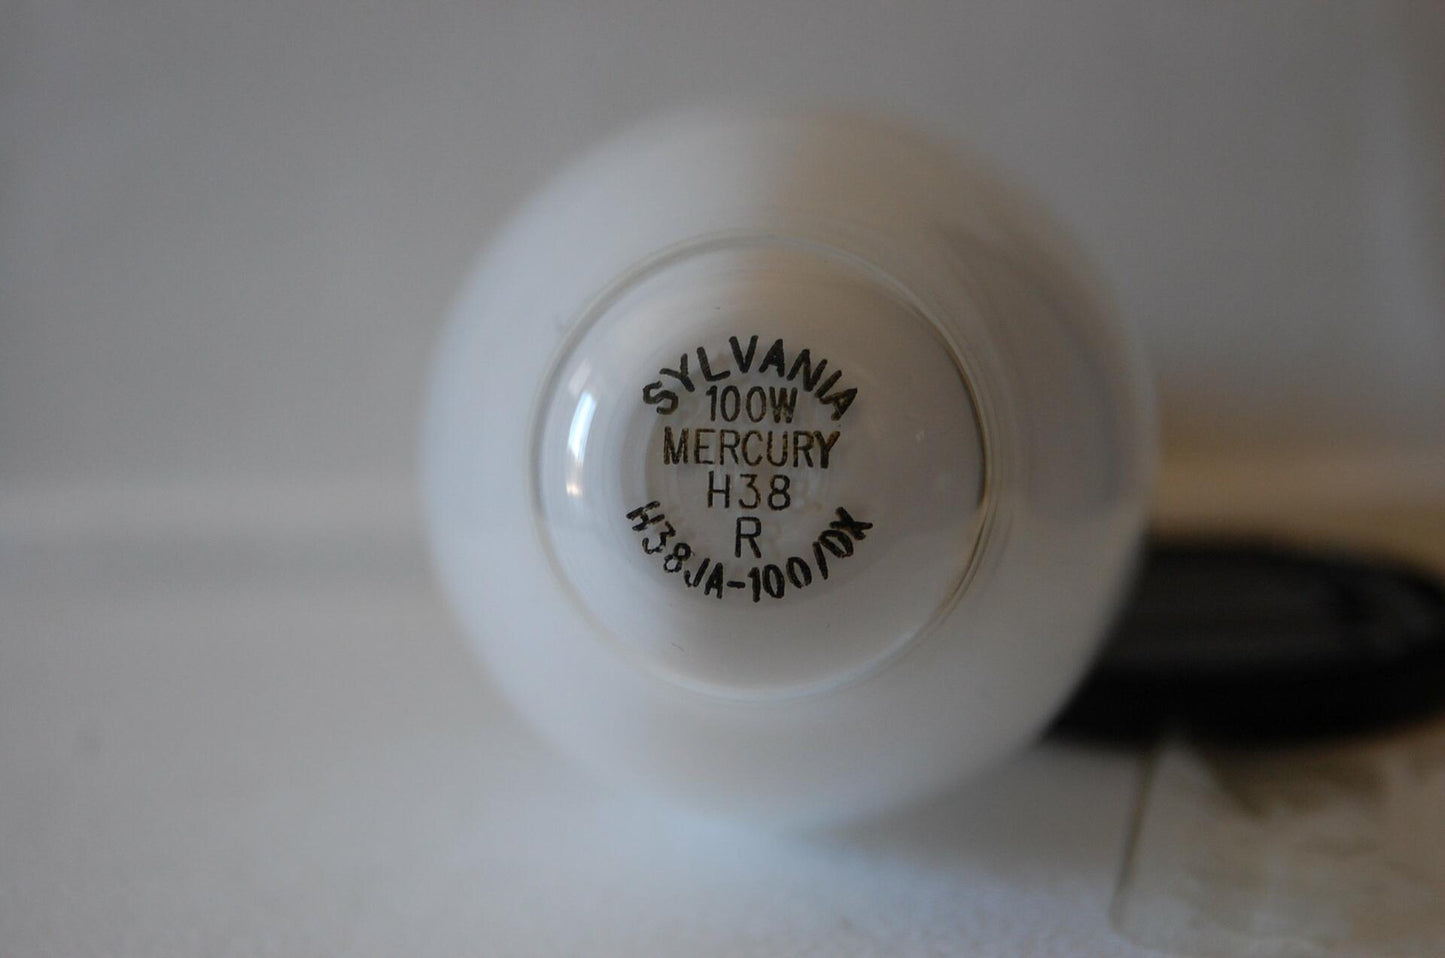 SYLVANIA
100W
MERCURY
H38
R
H38JA-100/DX